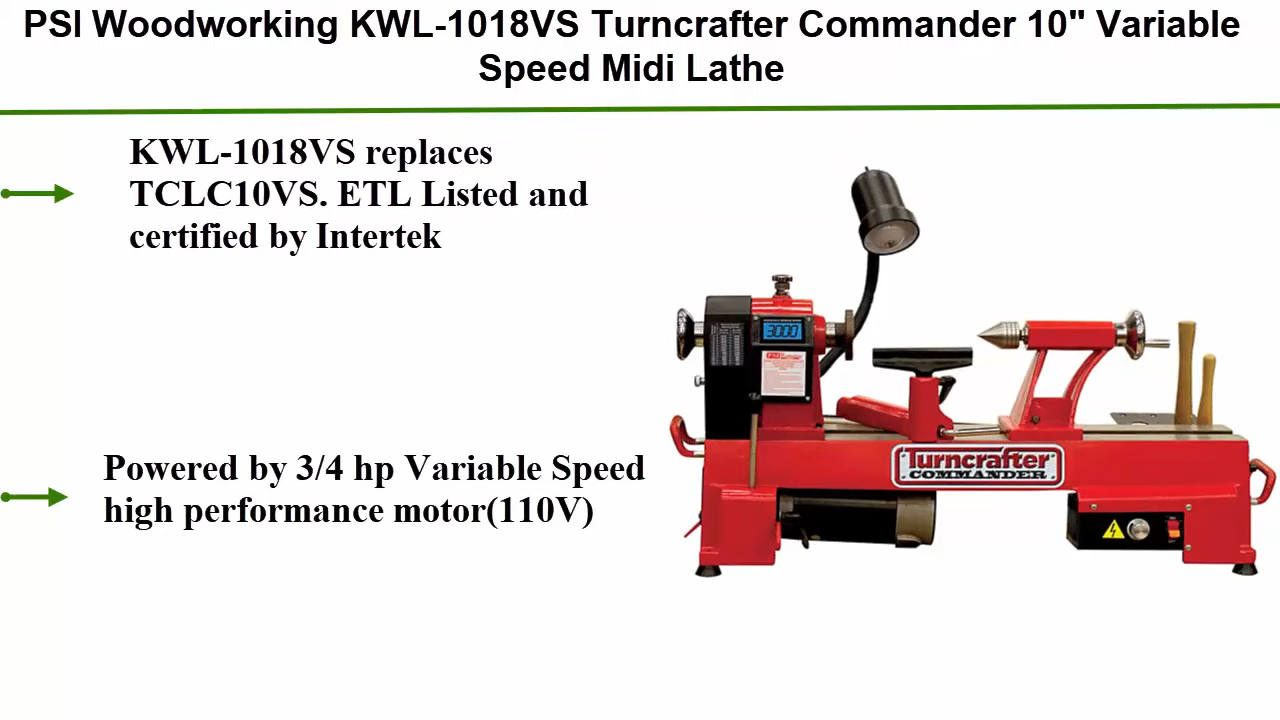 PSI Woodworking KWL-1018VS Turncrafter Commander 10" Variable
Speed Midi Lathe
KWL-1018VS replaces
TCLC10VS. ETL Listed and
certified by Intertek
Powered by 3/4 hp Variable Speed
high performance motor(110V)
3000
PSI
Turncrafter
COMMANDER